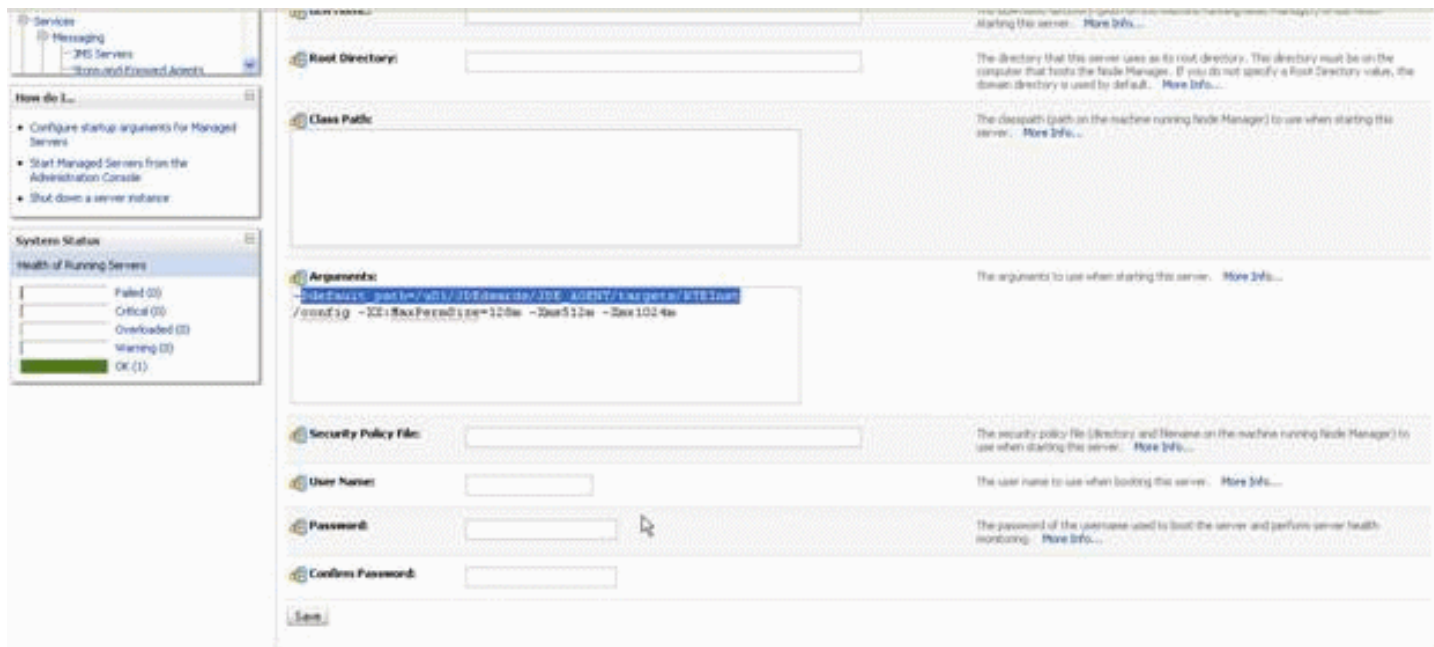 Services
Messaging
JMS Servers
Store-and-Forward Agents
How do I...
Configure startup arguments for Managed
Servers
Start Managed Servers from the
Administration Console
Shut down a server instance
System Status
Health of Running Servers
Failed (0)
Critical (0)
Overloaded (0)
Warning (0)
OK (1)
starting this server. More Info...
Root Directory:
The directory that this server uses as its root directory. This directory must be on the
computer that hosts the Node Manager. If you do not specify a Root Directory value, the
domain directory is used by default. More Info...
Class Path:
The classpath (path on the machine running Node Manager) to use when starting this
server. More Info...
Arguments:
The arguments to use when starting this server. More Info...
/config -XX:MaxPermSize=128m -Xms512m -Xmx1024m
Security Policy File:
The security policy file (directory and filename on the machine running Node Manager) to
use when starting this server. More Info...
User Name:
The user name to use when booting this server. More Info...
Password:
The password of the username used to boot the server and perform server health
monitoring. More Info...
Confirm Password:
Save